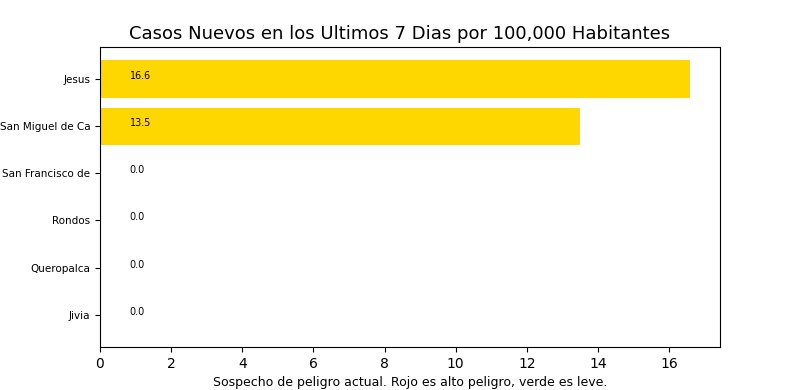 Casos Nuevos en los Ultimos 7 Dias por 100,000 Habitantes
Jesus 16.6
San Miguel de Ca 13.5
San Francisco de 0.0
Rondos 0.0
Queropalca 0.0
Jivia 0.0
0 2 4 6 8 10 12 14 16
Sospecho de peligro actual. Rojo es alto peligro, verde es leve.